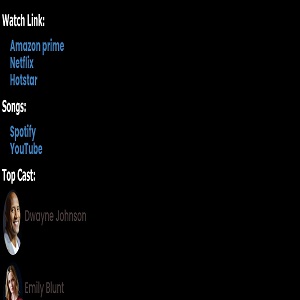 Watch Link:
Amazon prime
Netflix
Hotstar
Songs:
Spotify
YouTube
Top Cast:
Dwayne Johnson
Emily Blunt